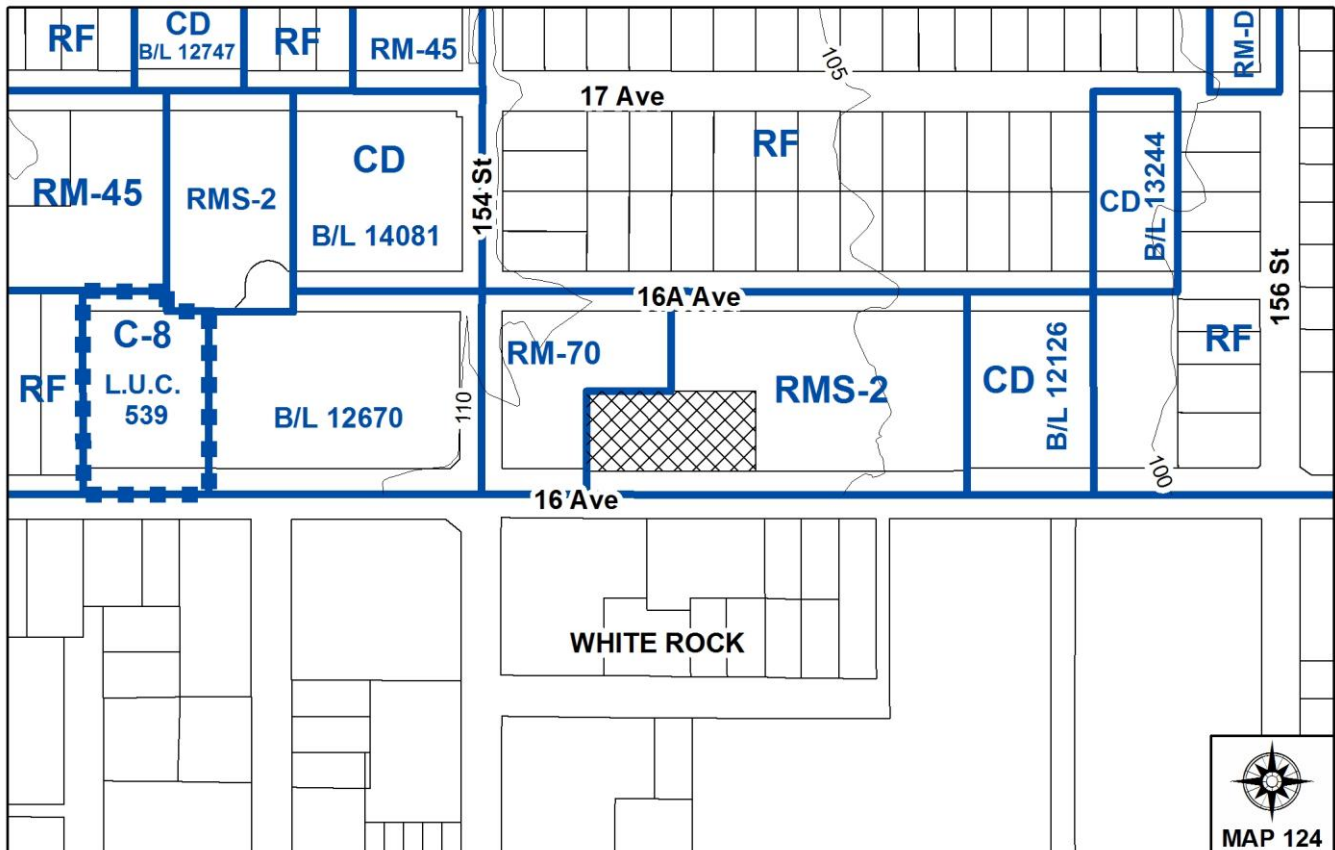 RF
CD
B/L 12747
RF
RM-45
RM-D
105
17 Ave
RF
CD
RM-45
RMS-2
B/L 14081
154 St
CD
B/L 13244
156 St
16A Ave
C-8
RF
L.U.C.
539
B/L 12670
110
RM-70
RMS-2
CD
B/L 12126
RF
100
16 Ave
WHITE ROCK
MAP 124